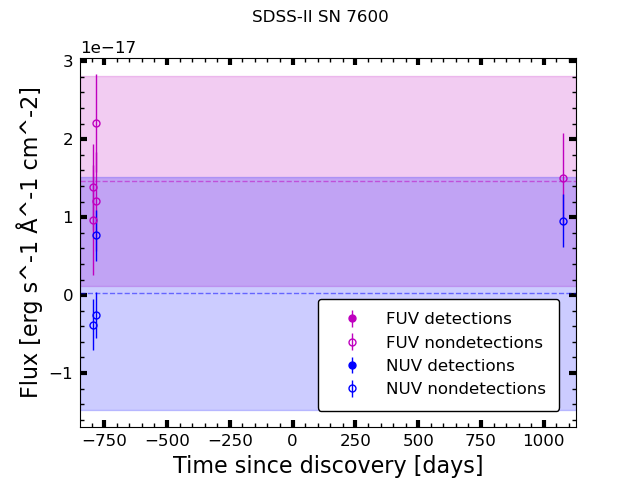 SDSS-II SN 7600
1e−17
3
2
1
0
−1
Flux [erg s^-1 Å^-1 cm^-2]
FUV detections
FUV nondetections
NUV detections
NUV nondetections
−750 −500 −250 0 250 500 750 1000
Time since discovery [days]